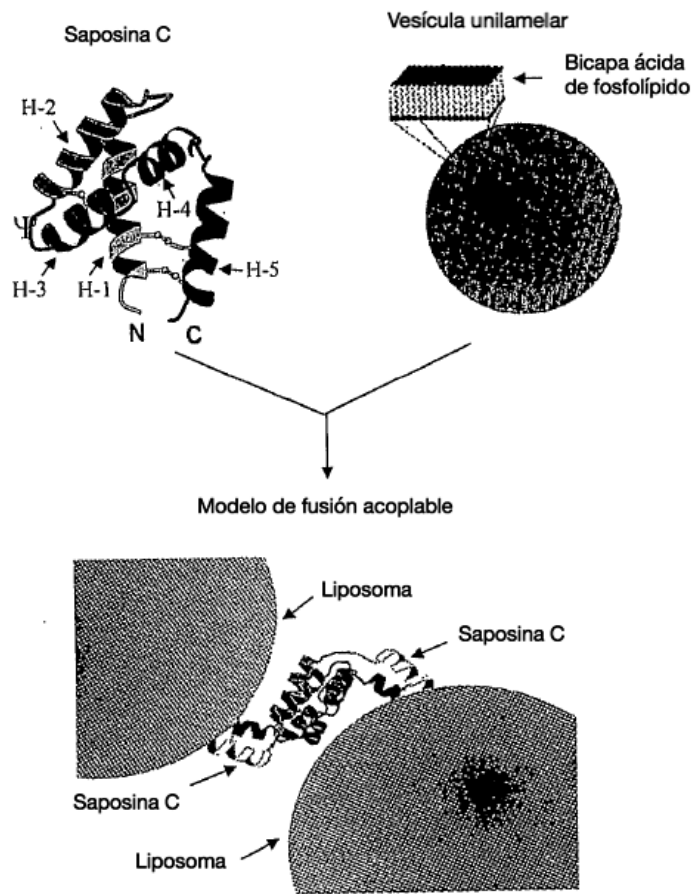 Saposina C
Vesícula unilamelar
Bicapa ácida
de fosfolípido
H-2
H-4
H-3
H-1
H-5
N
C
Modelo de fusión acoplable
Liposoma
Saposina C
Saposina C
Liposoma